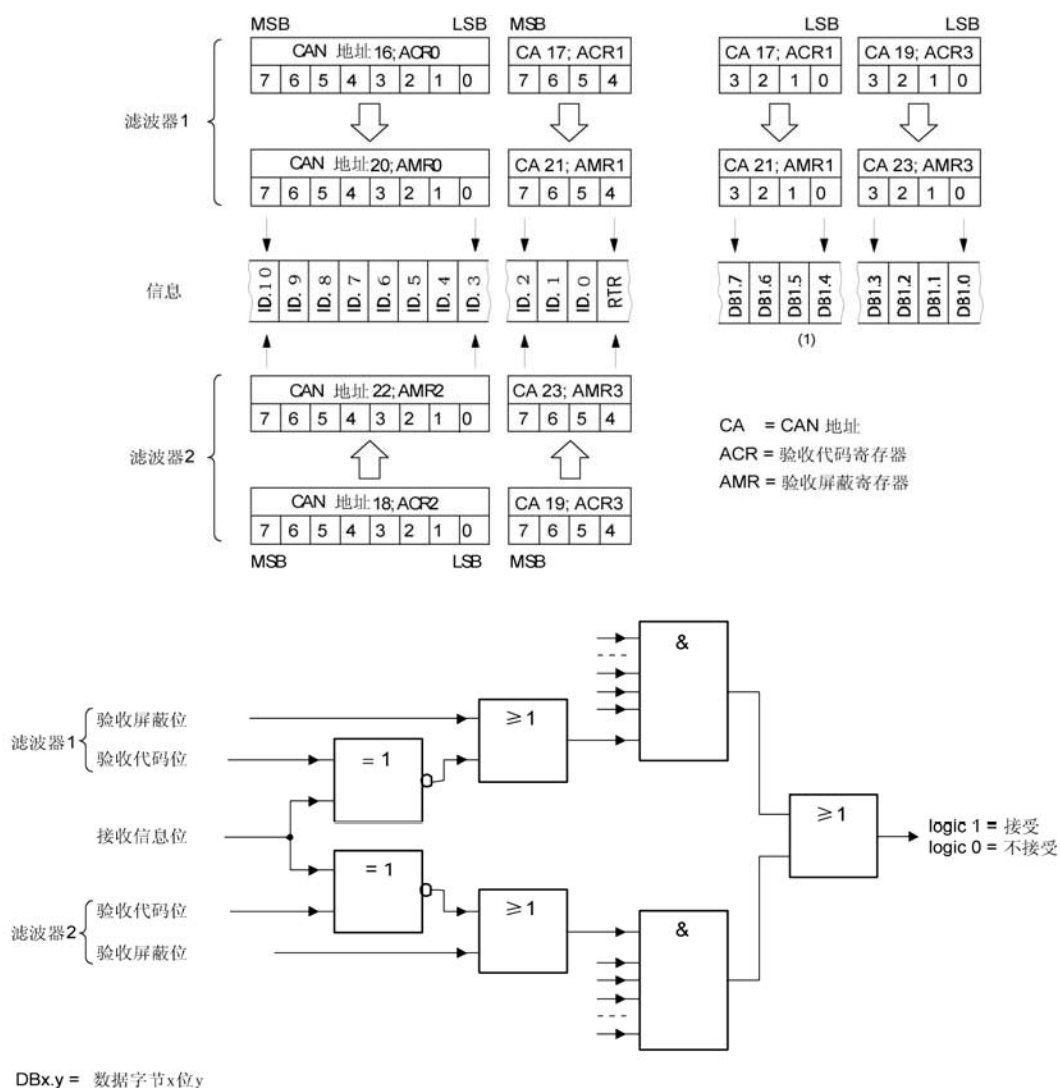 MSB LSB MSB LSB LSB
CAN 地址16;ACR0 CA 17; ACR1 CA 17; ACR1 CA 19; ACR3
7 6 5 4 3 2 1 0 7 6 5 4 3 2 1 0 3 2 1 0
滤波器1
CAN 地址20;AMR0 CA 21; AMR1 CA 21; AMR1 CA 23; AMR3
7 6 5 4 3 2 1 0 7 6 5 4 3 2 1 0 3 2 1 0
信息
ID.10 ID.9 ID.8 ID.7 ID.6 ID.5 ID.4 ID.3 ID.2 ID.1 ID.0 RTR DB1.7 DB1.6 DB1.5 DB1.4 DB1.3 DB1.2 DB1.1 DB1.0
(1)
CAN 地址22;AMR2 CA 23; AMR3
7 6 5 4 3 2 1 0 7 6 5 4
滤波器2
CAN 地址18;ACR2 CA 19; ACR3
7 6 5 4 3 2 1 0 7 6 5 4
MSB LSB MSB
CA = CAN 地址
ACR = 验收代码寄存器
AMR = 验收屏蔽寄存器
&
滤波器1
验收屏蔽位
≥1
验收代码位
= 1
接收信息位
≥1
logic 1 = 接受
logic 0 = 不接受
= 1
滤波器2
验收代码位
≥1
&
验收屏蔽位
DBx.y = 数据字节x位y